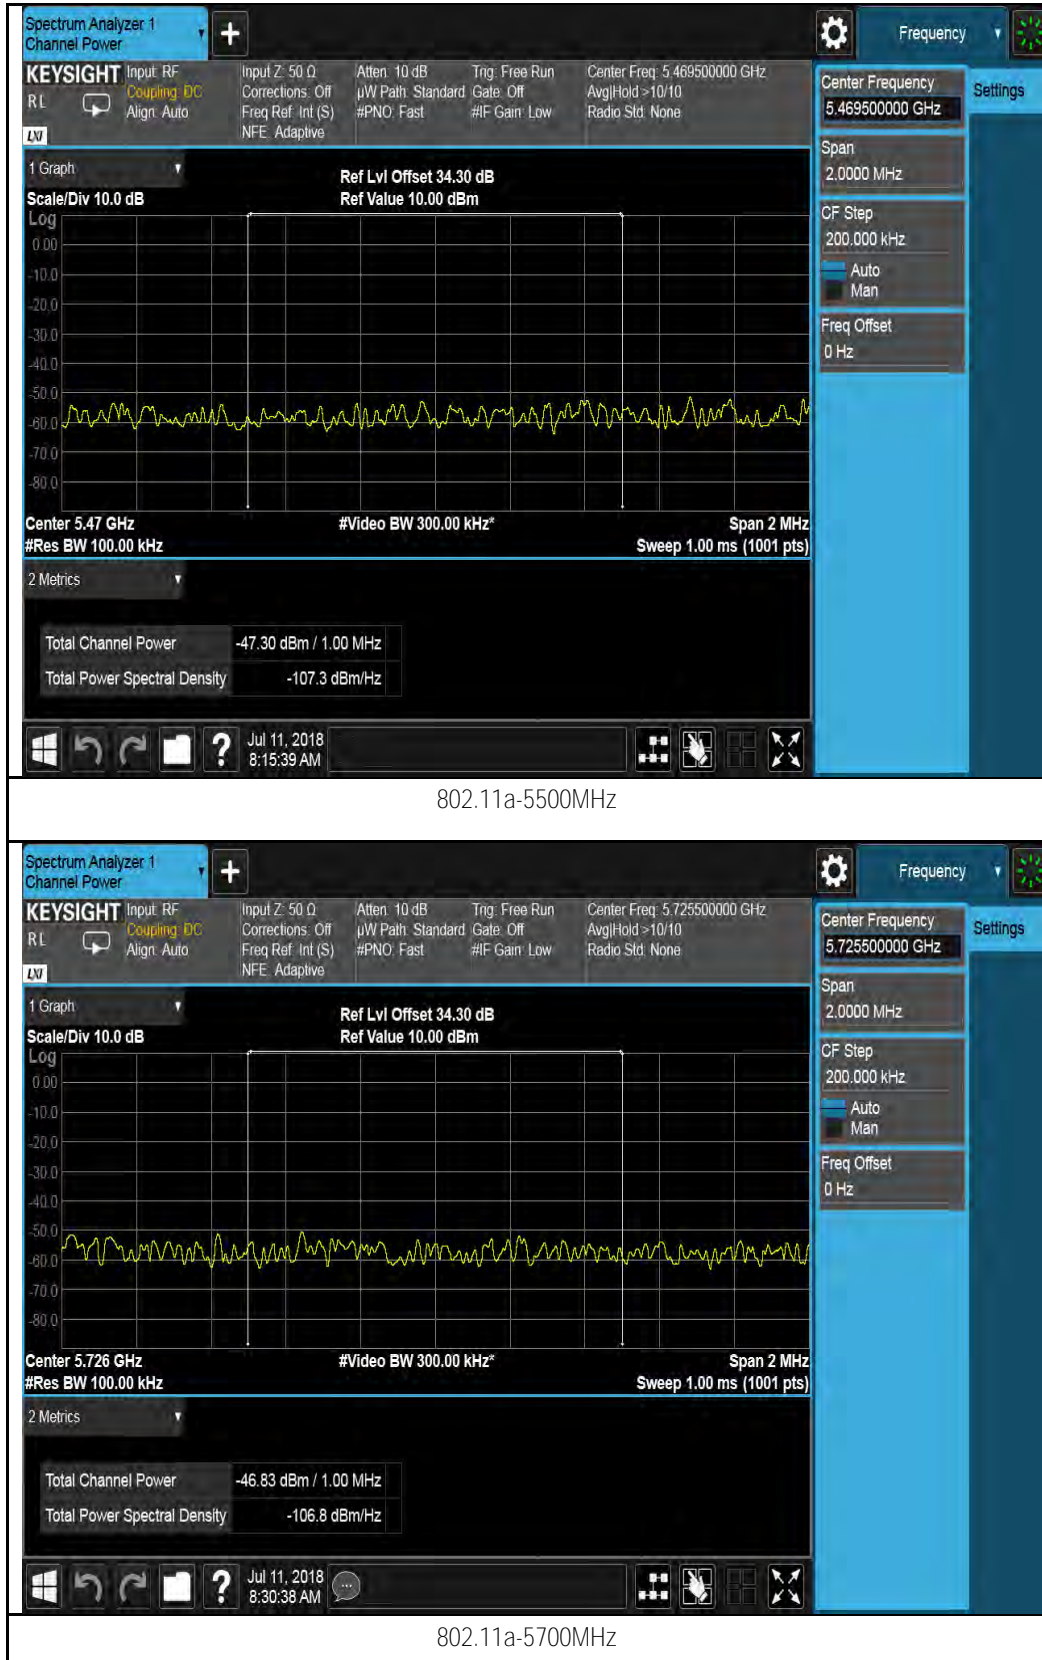 Spectrum Analyzer 1
Channel Power
+
Frequency
KEYSIGHT
Input: RF
Coupling: DC
Align: Auto
Input Z: 50 Ω
Corrections: Off
Freq Ref: Int (S)
NFE: Adaptive
Atten: 10 dB
µW Path: Standard
#PNO: Fast
Trig: Free Run
Gate: Off
#IF Gain: Low
Center Freq: 5.469500000 GHz
Avg|Hold >10/10
Radio Std: None
RL
LXI
Center Frequency
5.469500000 GHz
Settings
Span
2.0000 MHz
CF Step
200.000 kHz
Auto
Man
Freq Offset
0 Hz
1 Graph
Scale/Div 10.0 dB
Ref Lvl Offset 34.30 dB
Ref Value 10.00 dBm
Log
0.00
-10.0
-20.0
-30.0
-40.0
-50.0
-60.0
-70.0
-80.0
Center 5.47 GHz
#Video BW 300.00 kHz*
Span 2 MHz
#Res BW 100.00 kHz
Sweep 1.00 ms (1001 pts)
2 Metrics
Total Channel Power -47.30 dBm / 1.00 MHz
Total Power Spectral Density -107.3 dBm/Hz
?
Jul 11, 2018
8:15:39 AM
802.11a-5500MHz
Spectrum Analyzer 1
Channel Power
+
Frequency
KEYSIGHT
Input: RF
Coupling: DC
Align: Auto
Input Z: 50 Ω
Corrections: Off
Freq Ref: Int (S)
NFE: Adaptive
Atten: 10 dB
µW Path: Standard
#PNO: Fast
Trig: Free Run
Gate: Off
#IF Gain: Low
Center Freq: 5.725500000 GHz
Avg|Hold >10/10
Radio Std: None
RL
LXI
Center Frequency
5.725500000 GHz
Settings
Span
2.0000 MHz
CF Step
200.000 kHz
Auto
Man
Freq Offset
0 Hz
1 Graph
Scale/Div 10.0 dB
Ref Lvl Offset 34.30 dB
Ref Value 10.00 dBm
Log
0.00
-10.0
-20.0
-30.0
-40.0
-50.0
-60.0
-70.0
-80.0
Center 5.726 GHz
#Video BW 300.00 kHz*
Span 2 MHz
#Res BW 100.00 kHz
Sweep 1.00 ms (1001 pts)
2 Metrics
Total Channel Power -46.83 dBm / 1.00 MHz
Total Power Spectral Density -106.8 dBm/Hz
?
Jul 11, 2018
8:30:38 AM
802.11a-5700MHz